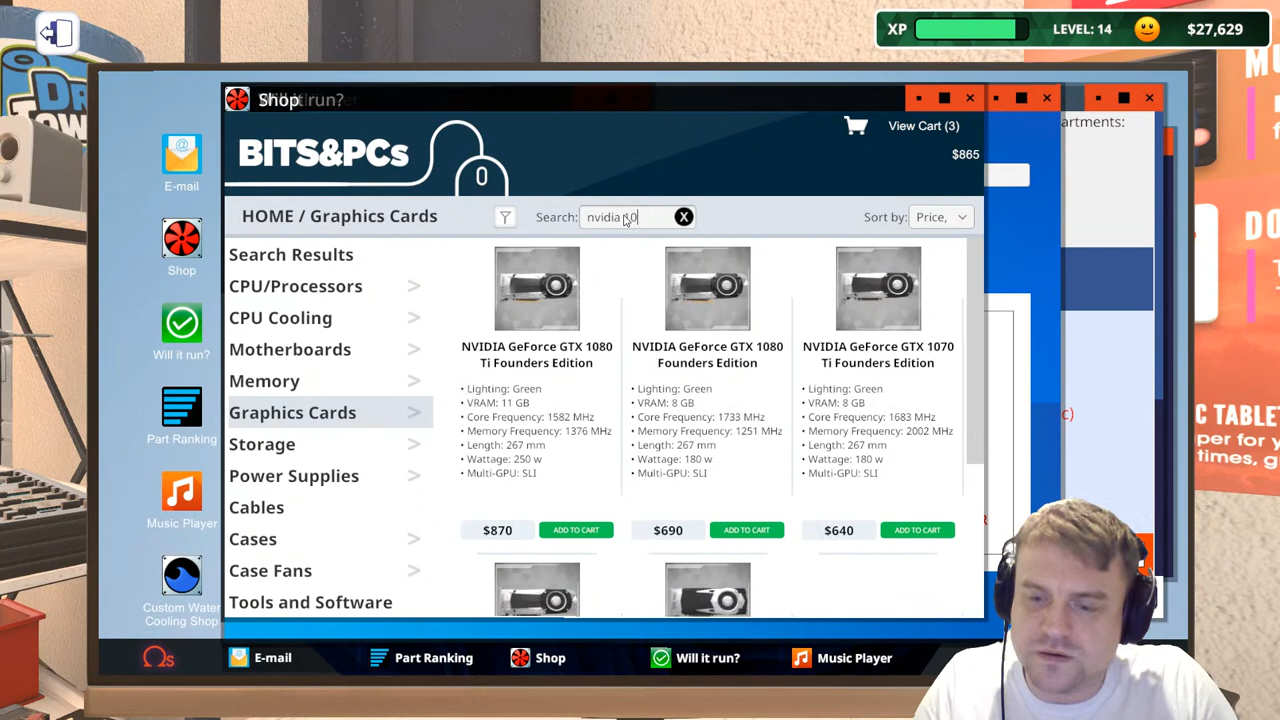 XP
LEVEL: 14
$27,629
Shop
run?
BITS&PCs
View Cart (3)
$865
artments:
HOME / Graphics Cards
Search:
X
Sort by:
Price,
Search Results
CPU/Processors >
CPU Cooling >
Motherboards >
Memory >
Graphics Cards >
Storage >
Power Supplies >
Cables
Cases >
Case Fans >
Tools and Software
NVIDIA GeForce GTX 1080
Ti Founders Edition
• Lighting: Green
• VRAM: 11 GB
• Core Frequency: 1582 MHz
• Memory Frequency: 1376 MHz
• Length: 267 mm
• Wattage: 250 w
• Multi-GPU: SLI
$870
ADD TO CART
NVIDIA GeForce GTX 1080
Founders Edition
• Lighting: Green
• VRAM: 8 GB
• Core Frequency: 1733 MHz
• Memory Frequency: 1251 MHz
• Length: 267 mm
• Wattage: 180 w
• Multi-GPU: SLI
$690
ADD TO CART
NVIDIA GeForce GTX 1070
Ti Founders Edition
• Lighting: Green
• VRAM: 8 GB
• Core Frequency: 1683 MHz
• Memory Frequency: 2002 MHz
• Length: 267 mm
• Wattage: 180 w
• Multi-GPU: SLI
$640
ADD TO CART
E-mail
Shop
Will it run?
Part Ranking
Music Player
Custom Water
Cooling Shop
c)
R
Ωs
E-mail
Part Ranking
Shop
Will it run?
Music Player
C TABLET
per for y
times, g